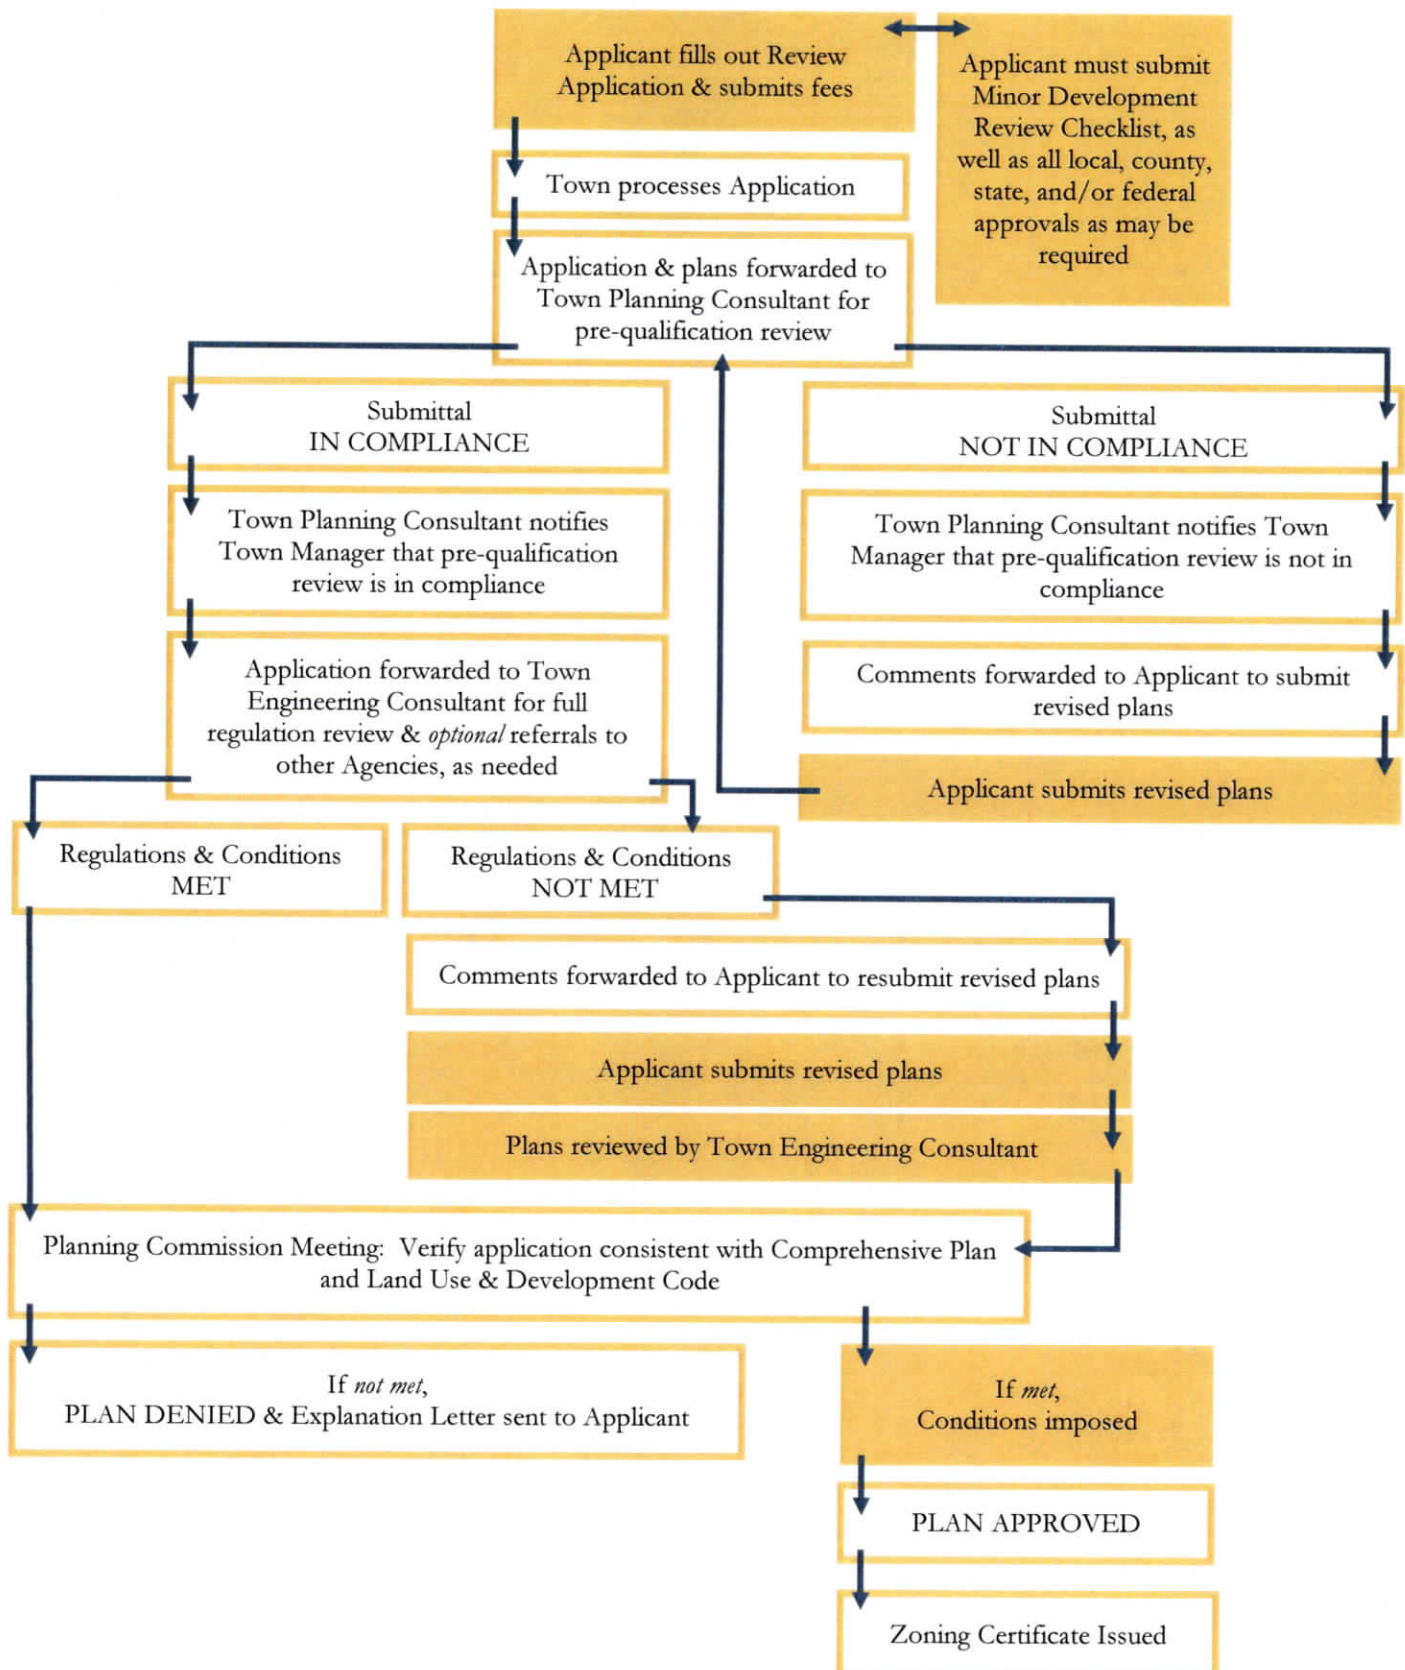 Applicant fills out Review
Application & submits fees
Applicant must submit
Minor Development
Review Checklist, as
well as all local, county,
state, and/or federal
approvals as may be
required
Town processes Application
Application & plans forwarded to
Town Planning Consultant for
pre-qualification review
Submittal
IN COMPLIANCE
Submittal
NOT IN COMPLIANCE
Town Planning Consultant notifies
Town Manager that pre-qualification
review is in compliance
Town Planning Consultant notifies Town
Manager that pre-qualification review is not in
compliance
Application forwarded to Town
Engineering Consultant for full
regulation review & optional referrals to
other Agencies, as needed
Comments forwarded to Applicant to submit
revised plans
Applicant submits revised plans
Regulations & Conditions
MET
Regulations & Conditions
NOT MET
Comments forwarded to Applicant to resubmit revised plans
Applicant submits revised plans
Plans reviewed by Town Engineering Consultant
Planning Commission Meeting:  Verify application consistent with Comprehensive Plan
and Land Use & Development Code
If not met,
PLAN DENIED & Explanation Letter sent to Applicant
If met,
Conditions imposed
PLAN APPROVED
Zoning Certificate Issued